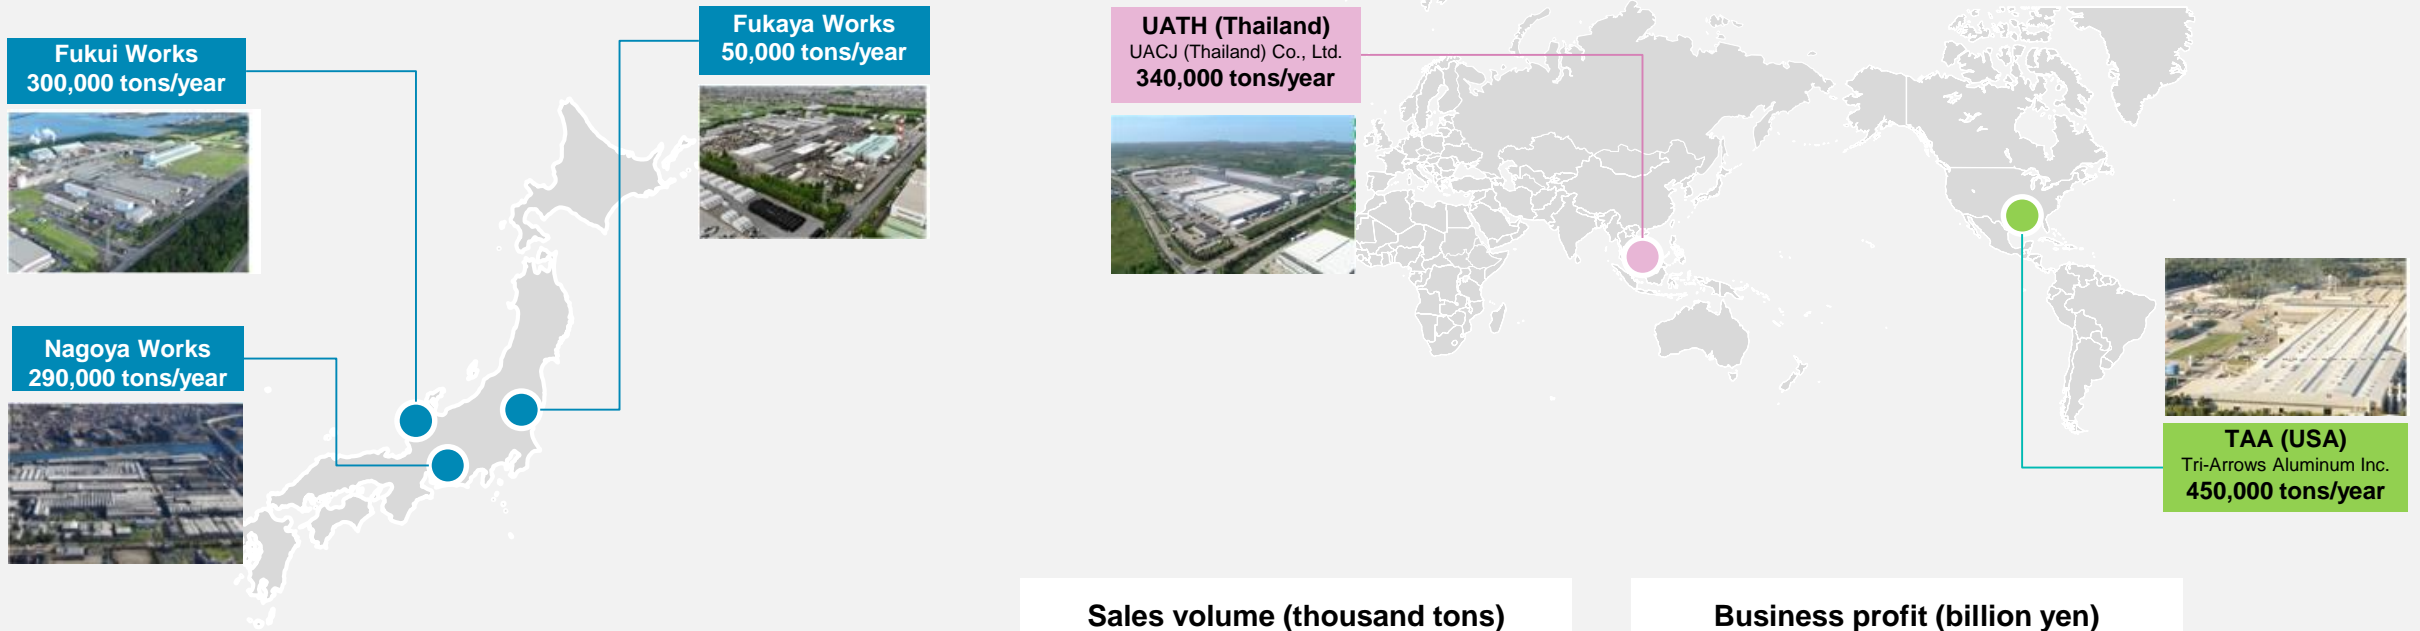 Fukui Works
300,000 tons/year
Fukaya Works
50,000 tons/year
Nagoya Works
290,000 tons/year
UATH (Thailand)
UACJ (Thailand) Co., Ltd.
340,000 tons/year
TAA (USA)
Tri-Arrows Aluminum Inc.
450,000 tons/year
Sales volume (thousand tons)
Business profit (billion yen)